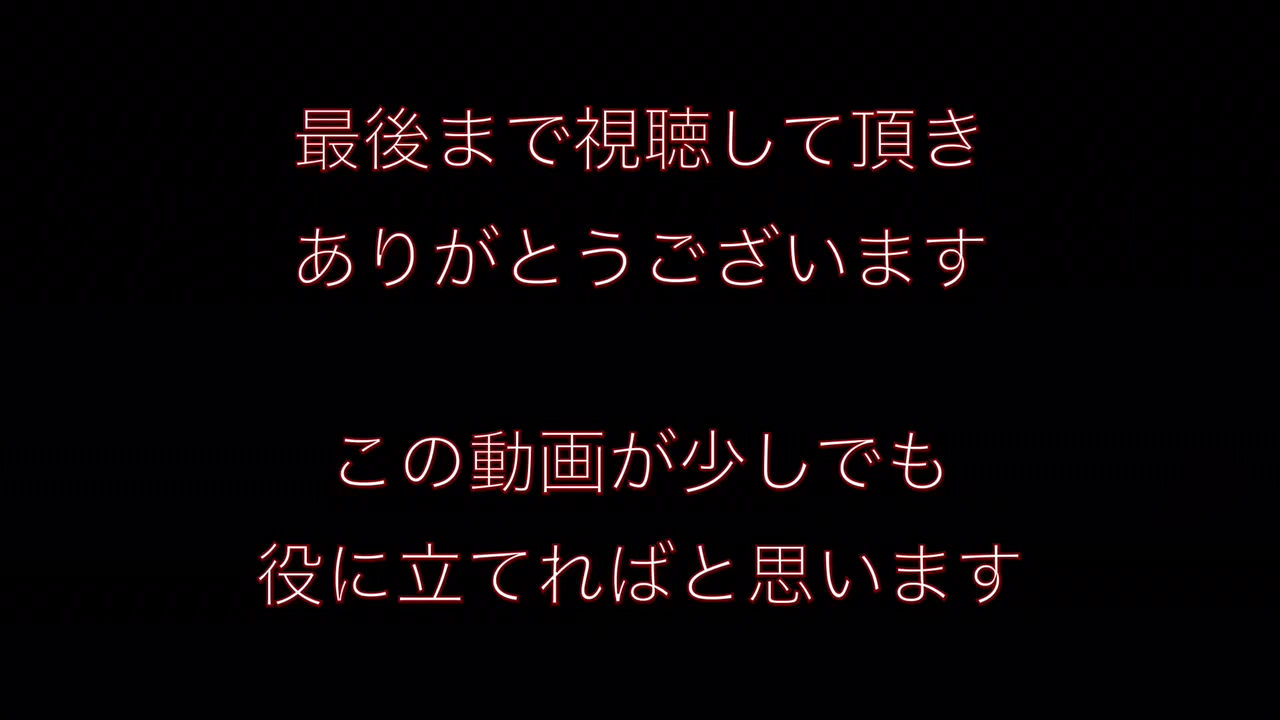 最後まで視聴して頂き
ありがとうございます
この動画が少しでも
役に立てればと思います